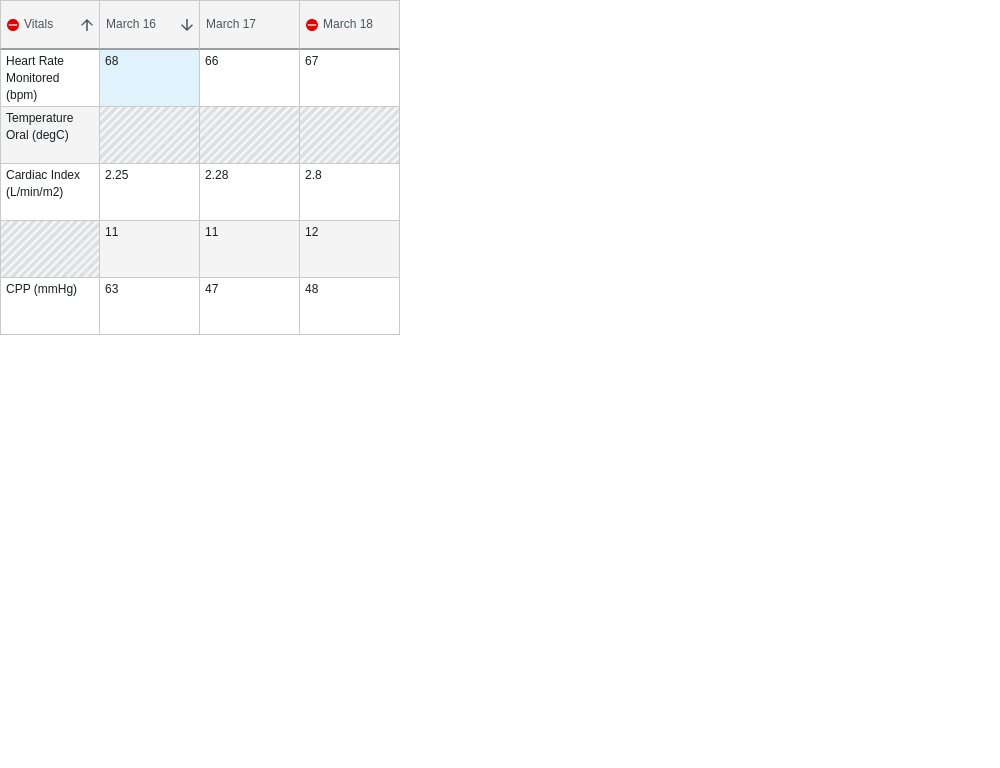 Vitals March 16 March 17 March 18
Heart Rate 68 66 67
Monitored
(bpm)
Temperature
Oral (degC)
Cardiac Index 2.25 2.28 2.8
(L/min/m2)
11 11 12
CPP (mmHg) 63 47 48